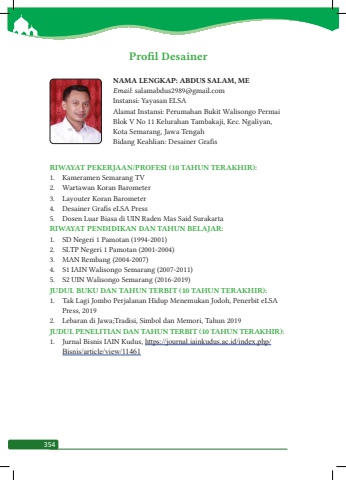 Profil Desainer
NAMA LENGKAP: ABDUS SALAM, ME
Email: salamabdus2989@gmail.com
Instansi: Yayasan ELSA
Alamat Instansi: Perumahan Bukit Walisongo Permai
Blok V No 11 Kelurahan Tambakaji, Kec. Ngaliyan,
Kota Semarang, Jawa Tengah
Bidang Keahlian: Desainer Grafis
RIWAYAT PEKERJAAN/PROFESI (10 TAHUN TERAKHIR):
1. Kameramen Semarang TV
2. Wartawan Koran Barometer
3. Layouter Koran Barometer
4. Desainer Grafis eLSA Press
5. Dosen Luar Biasa di UIN Raden Mas Said Surakarta
RIWAYAT PENDIDIKAN DAN TAHUN BELAJAR:
1. SD Negeri 1 Pamotan (1994-2001)
2. SLTP Negeri 1 Pamotan (2001-2004)
3. MAN Rembang (2004-2007)
4. S1 IAIN Walisongo Semarang (2007-2011)
5. S2 UIN Walisongo Semarang (2016-2019)
JUDUL BUKU DAN TAHUN TERBIT (10 TAHUN TERAKHIR):
1. Tak Lagi Jombo Perjalanan Hidup Menemukan Jodoh, Penerbit eLSA
Press, 2019
2. Lebaran di Jawa;Tradisi, Simbol dan Memori, Tahun 2019
JUDUL PENELITIAN DAN TAHUN TERBIT (10 TAHUN TERAKHIR):
1. Jurnal Bisnis IAIN Kudus, https://journal.iainkudus.ac.id/index.php/
Bisnis/article/view/11461
354